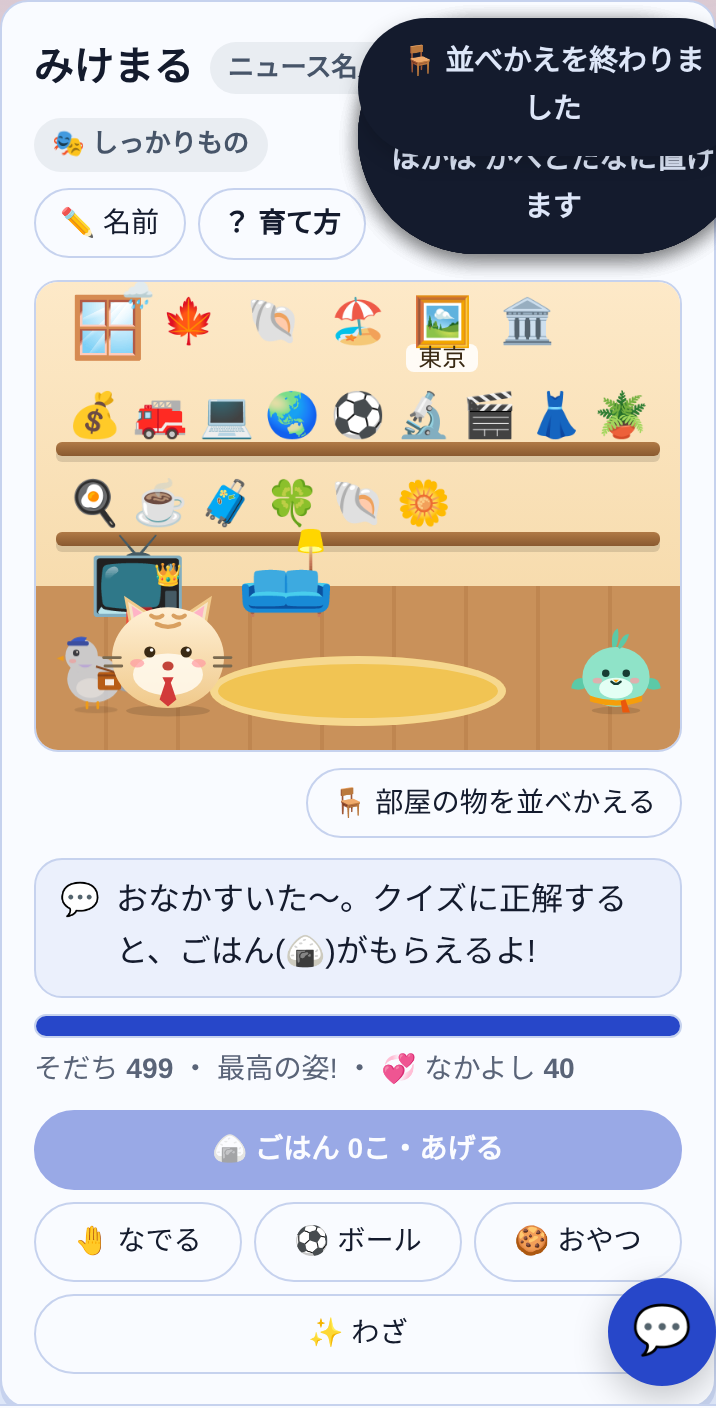 みけまる
ニュース名
🪑 並べかえを終わりま
した
ます
🎭 しっかりもの
✏️ 名前
? 育て方
東京
🪑 部屋の物を並べかえる
💬 おなかすいた〜。クイズに正解する
と、ごはん(🍙)がもらえるよ!
そだち 499 ・ 最高の姿! ・ 💞 なかよし 40
🍙 ごはん 0こ・あげる
🤚 なでる
⚽ ボール
🍪 おやつ
✨ わざ